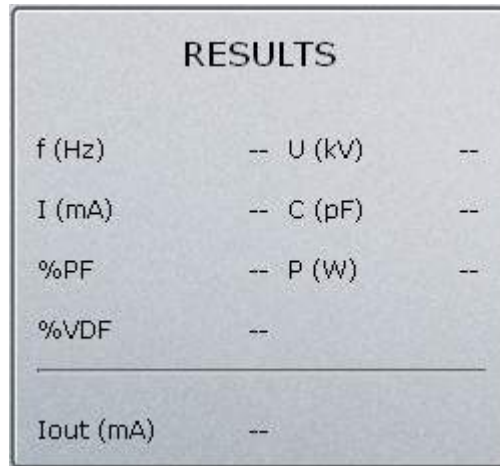 RESULTS
f (Hz) -- U (kV) --
I (mA) -- C (pF) --
%PF -- P (W) --
%VDF --
Iout (mA) --